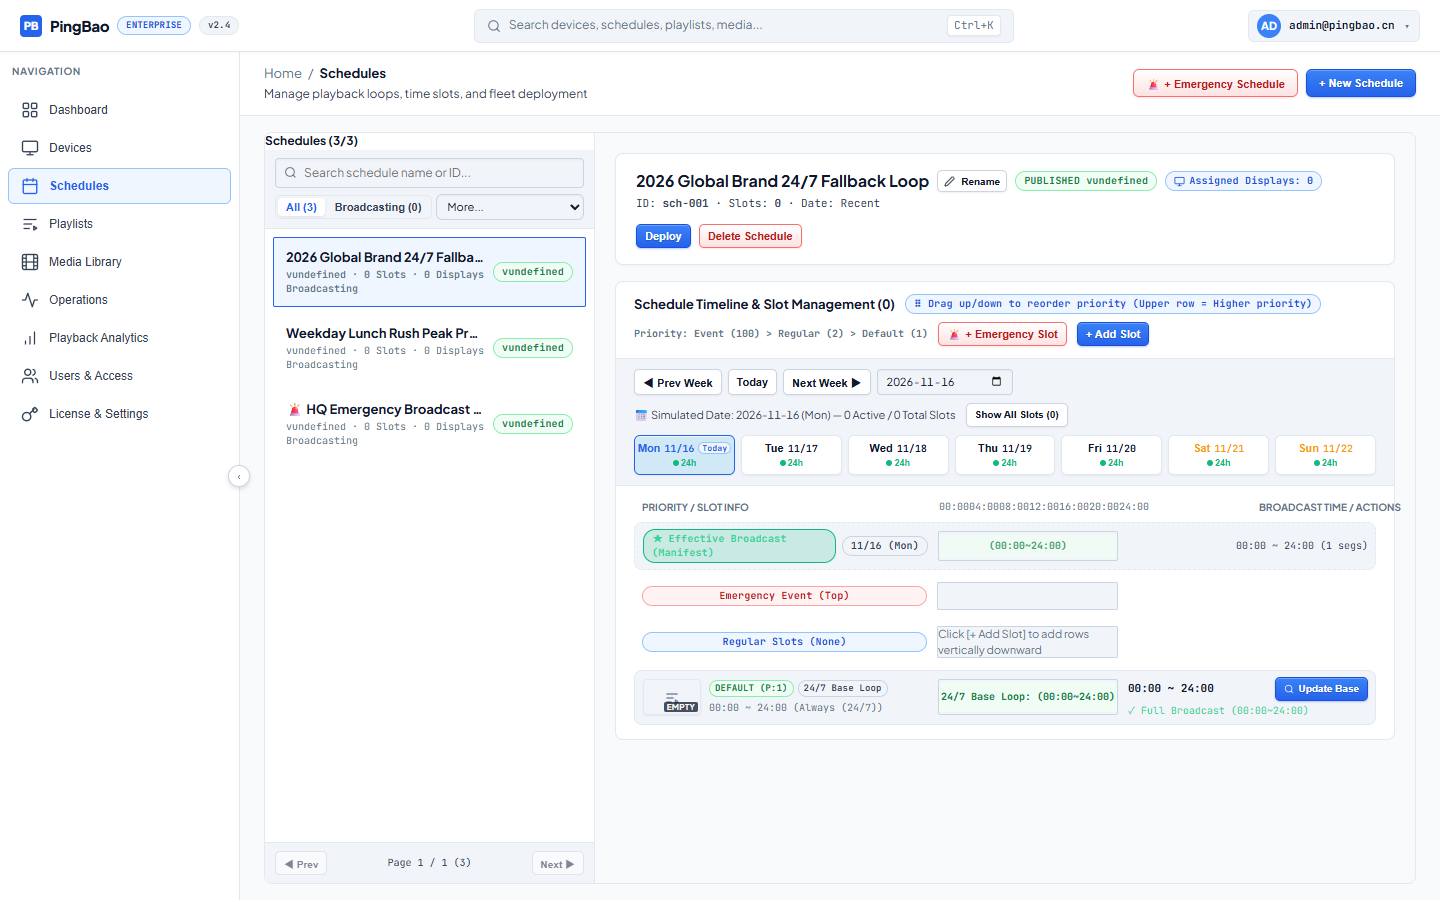 PB PingBao ENTERPRISE v2.4
Search devices, schedules, playlists, media... Ctrl+K
AD admin@pingbao.cn
NAVIGATION
Dashboard
Devices
Schedules
Playlists
Media Library
Operations
Playback Analytics
Users & Access
License & Settings
Home / Schedules
Manage playback loops, time slots, and fleet deployment
🚨 + Emergency Schedule
+ New Schedule
Schedules (3/3)
Search schedule name or ID...
All (3) Broadcasting (0) More...
2026 Global Brand 24/7 Fallba...
vundefined · 0 Slots · 0 Displays
Broadcasting
vundefined
Weekday Lunch Rush Peak Pr...
vundefined · 0 Slots · 0 Displays
Broadcasting
vundefined
🚨 HQ Emergency Broadcast ...
vundefined · 0 Slots · 0 Displays
Broadcasting
vundefined
◀ Prev Page 1 / 1 (3) Next ▶
2026 Global Brand 24/7 Fallback Loop Rename PUBLISHED vundefined Assigned Displays: 0
ID: sch-001 · Slots: 0 · Date: Recent
Deploy Delete Schedule
Schedule Timeline & Slot Management (0) ⠿ Drag up/down to reorder priority (Upper row = Higher priority)
Priority: Event (100) > Regular (2) > Default (1) 🚨 + Emergency Slot + Add Slot
◀ Prev Week Today Next Week ▶ 2026-11-16
📅 Simulated Date: 2026-11-16 (Mon) — 0 Active / 0 Total Slots Show All Slots (0)
Mon 11/16 Today
● 24h
Tue 11/17
● 24h
Wed 11/18
● 24h
Thu 11/19
● 24h
Fri 11/20
● 24h
Sat 11/21
● 24h
Sun 11/22
● 24h
PRIORITY / SLOT INFO 00:0004:0008:0012:0016:0020:0024:00 BROADCAST TIME / ACTIONS
★ Effective Broadcast
(Manifest)
11/16 (Mon) (00:00~24:00) 00:00 ~ 24:00 (1 segs)
Emergency Event (Top)
Regular Slots (None)
Click [+ Add Slot] to add rows
vertically downward
EMPTY
DEFAULT (P:1) 24/7 Base Loop
00:00 ~ 24:00 (Always (24/7))
24/7 Base Loop: (00:00~24:00)
00:00 ~ 24:00
Update Base
✓ Full Broadcast (00:00~24:00)